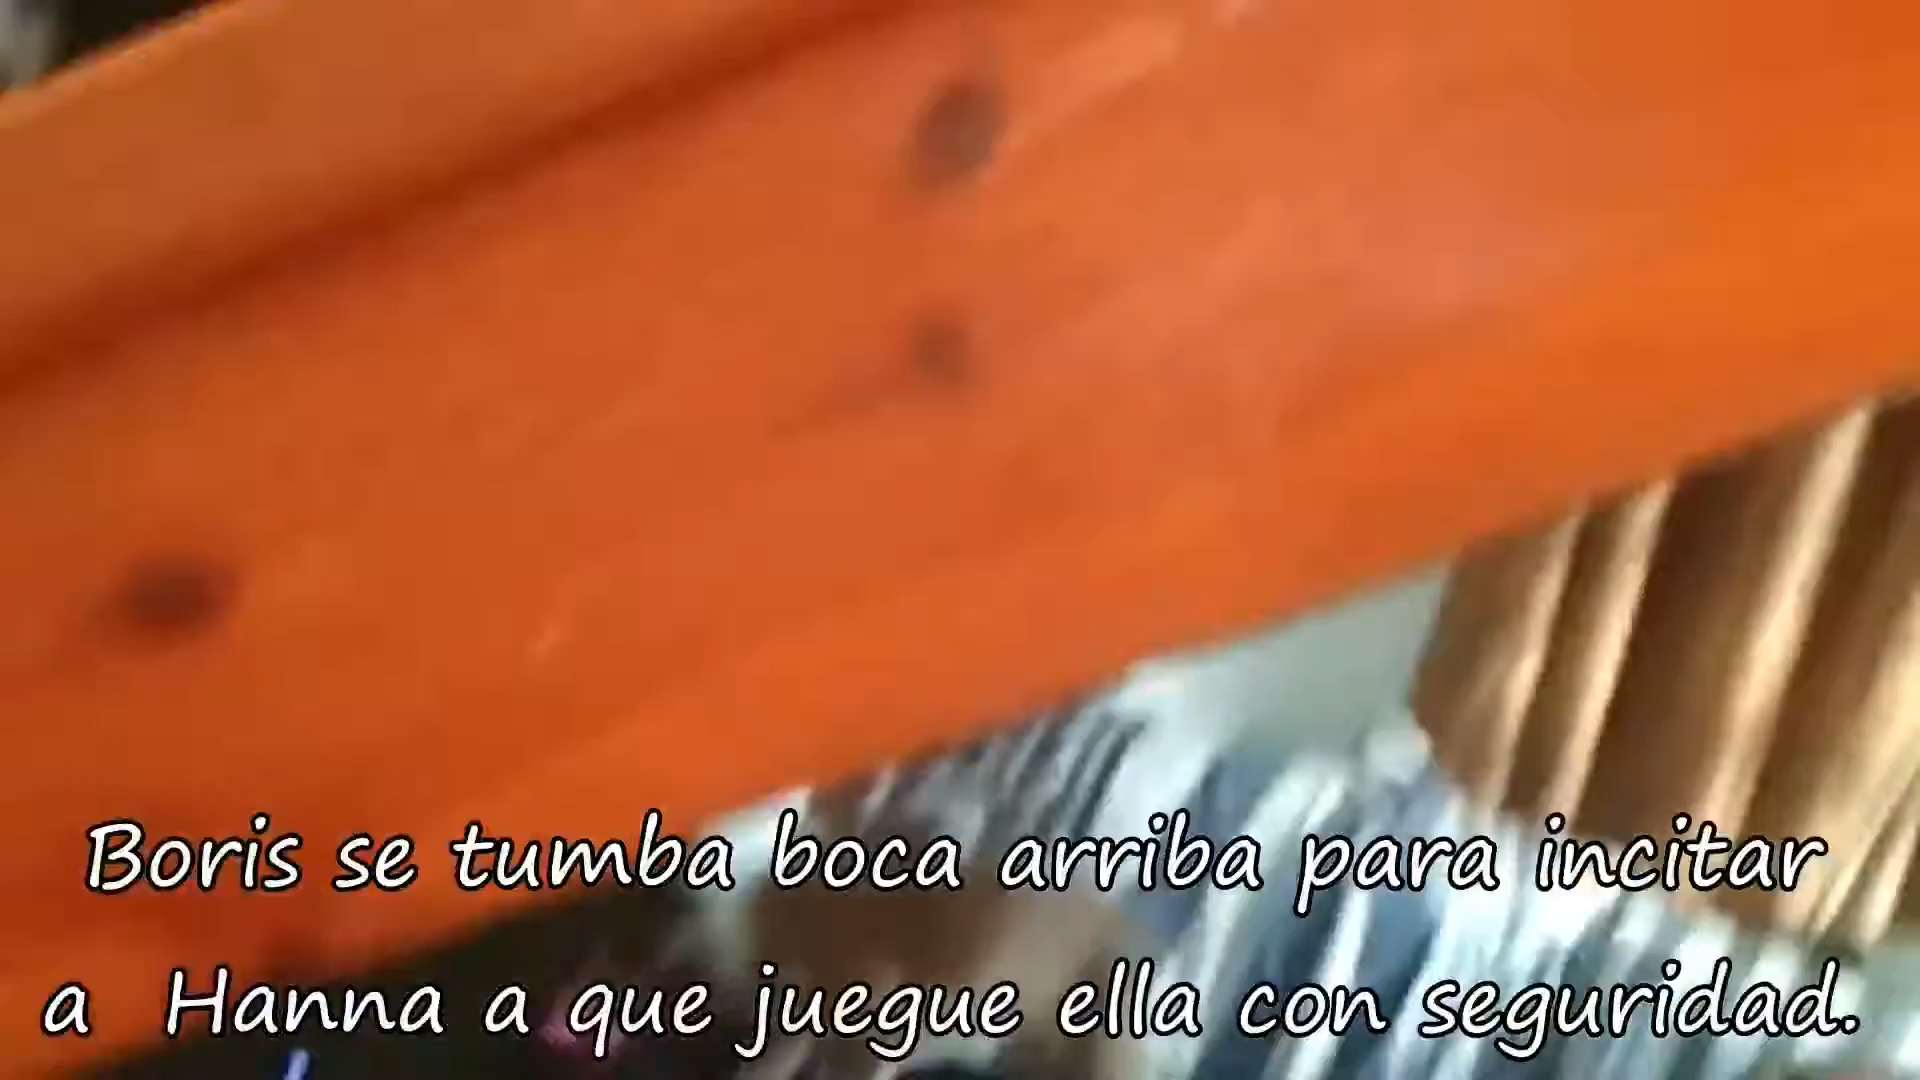 Boris se tumba boca arriba para incitar
a Hanna a que juegue ella con seguridad.